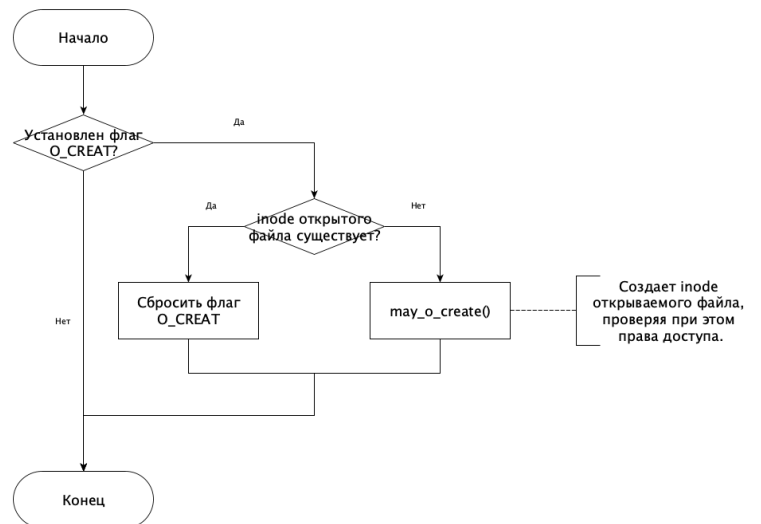 Начало
Да
Установлен флаг
O_CREAT?
Да
Нет
inode открытого
файла существует?
Сбросить флаг
O_CREAT
may_o_create()
Создает inode
открываемого файла,
проверяя при этом
права доступа.
Нет
Конец